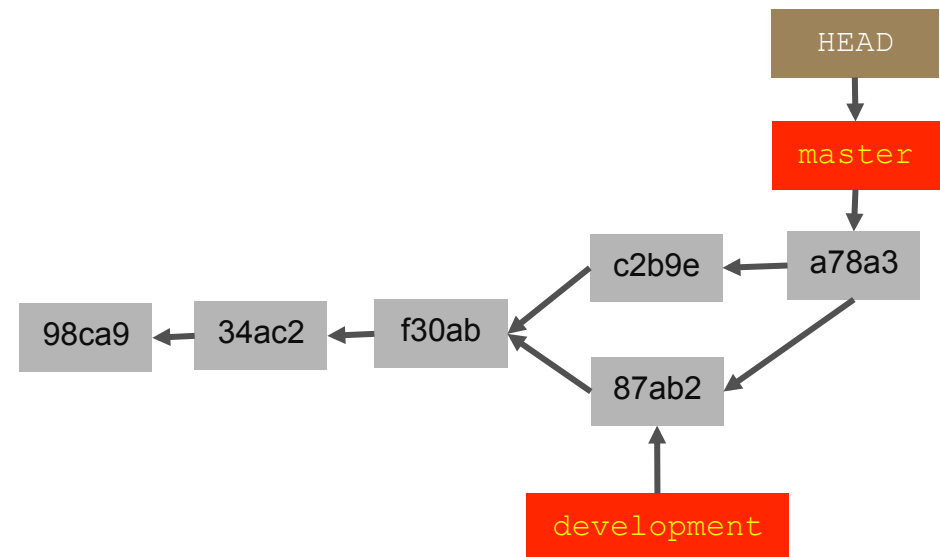 HEAD
master
c2b9e
a78a3
98ca9
34ac2
f30ab
87ab2
development